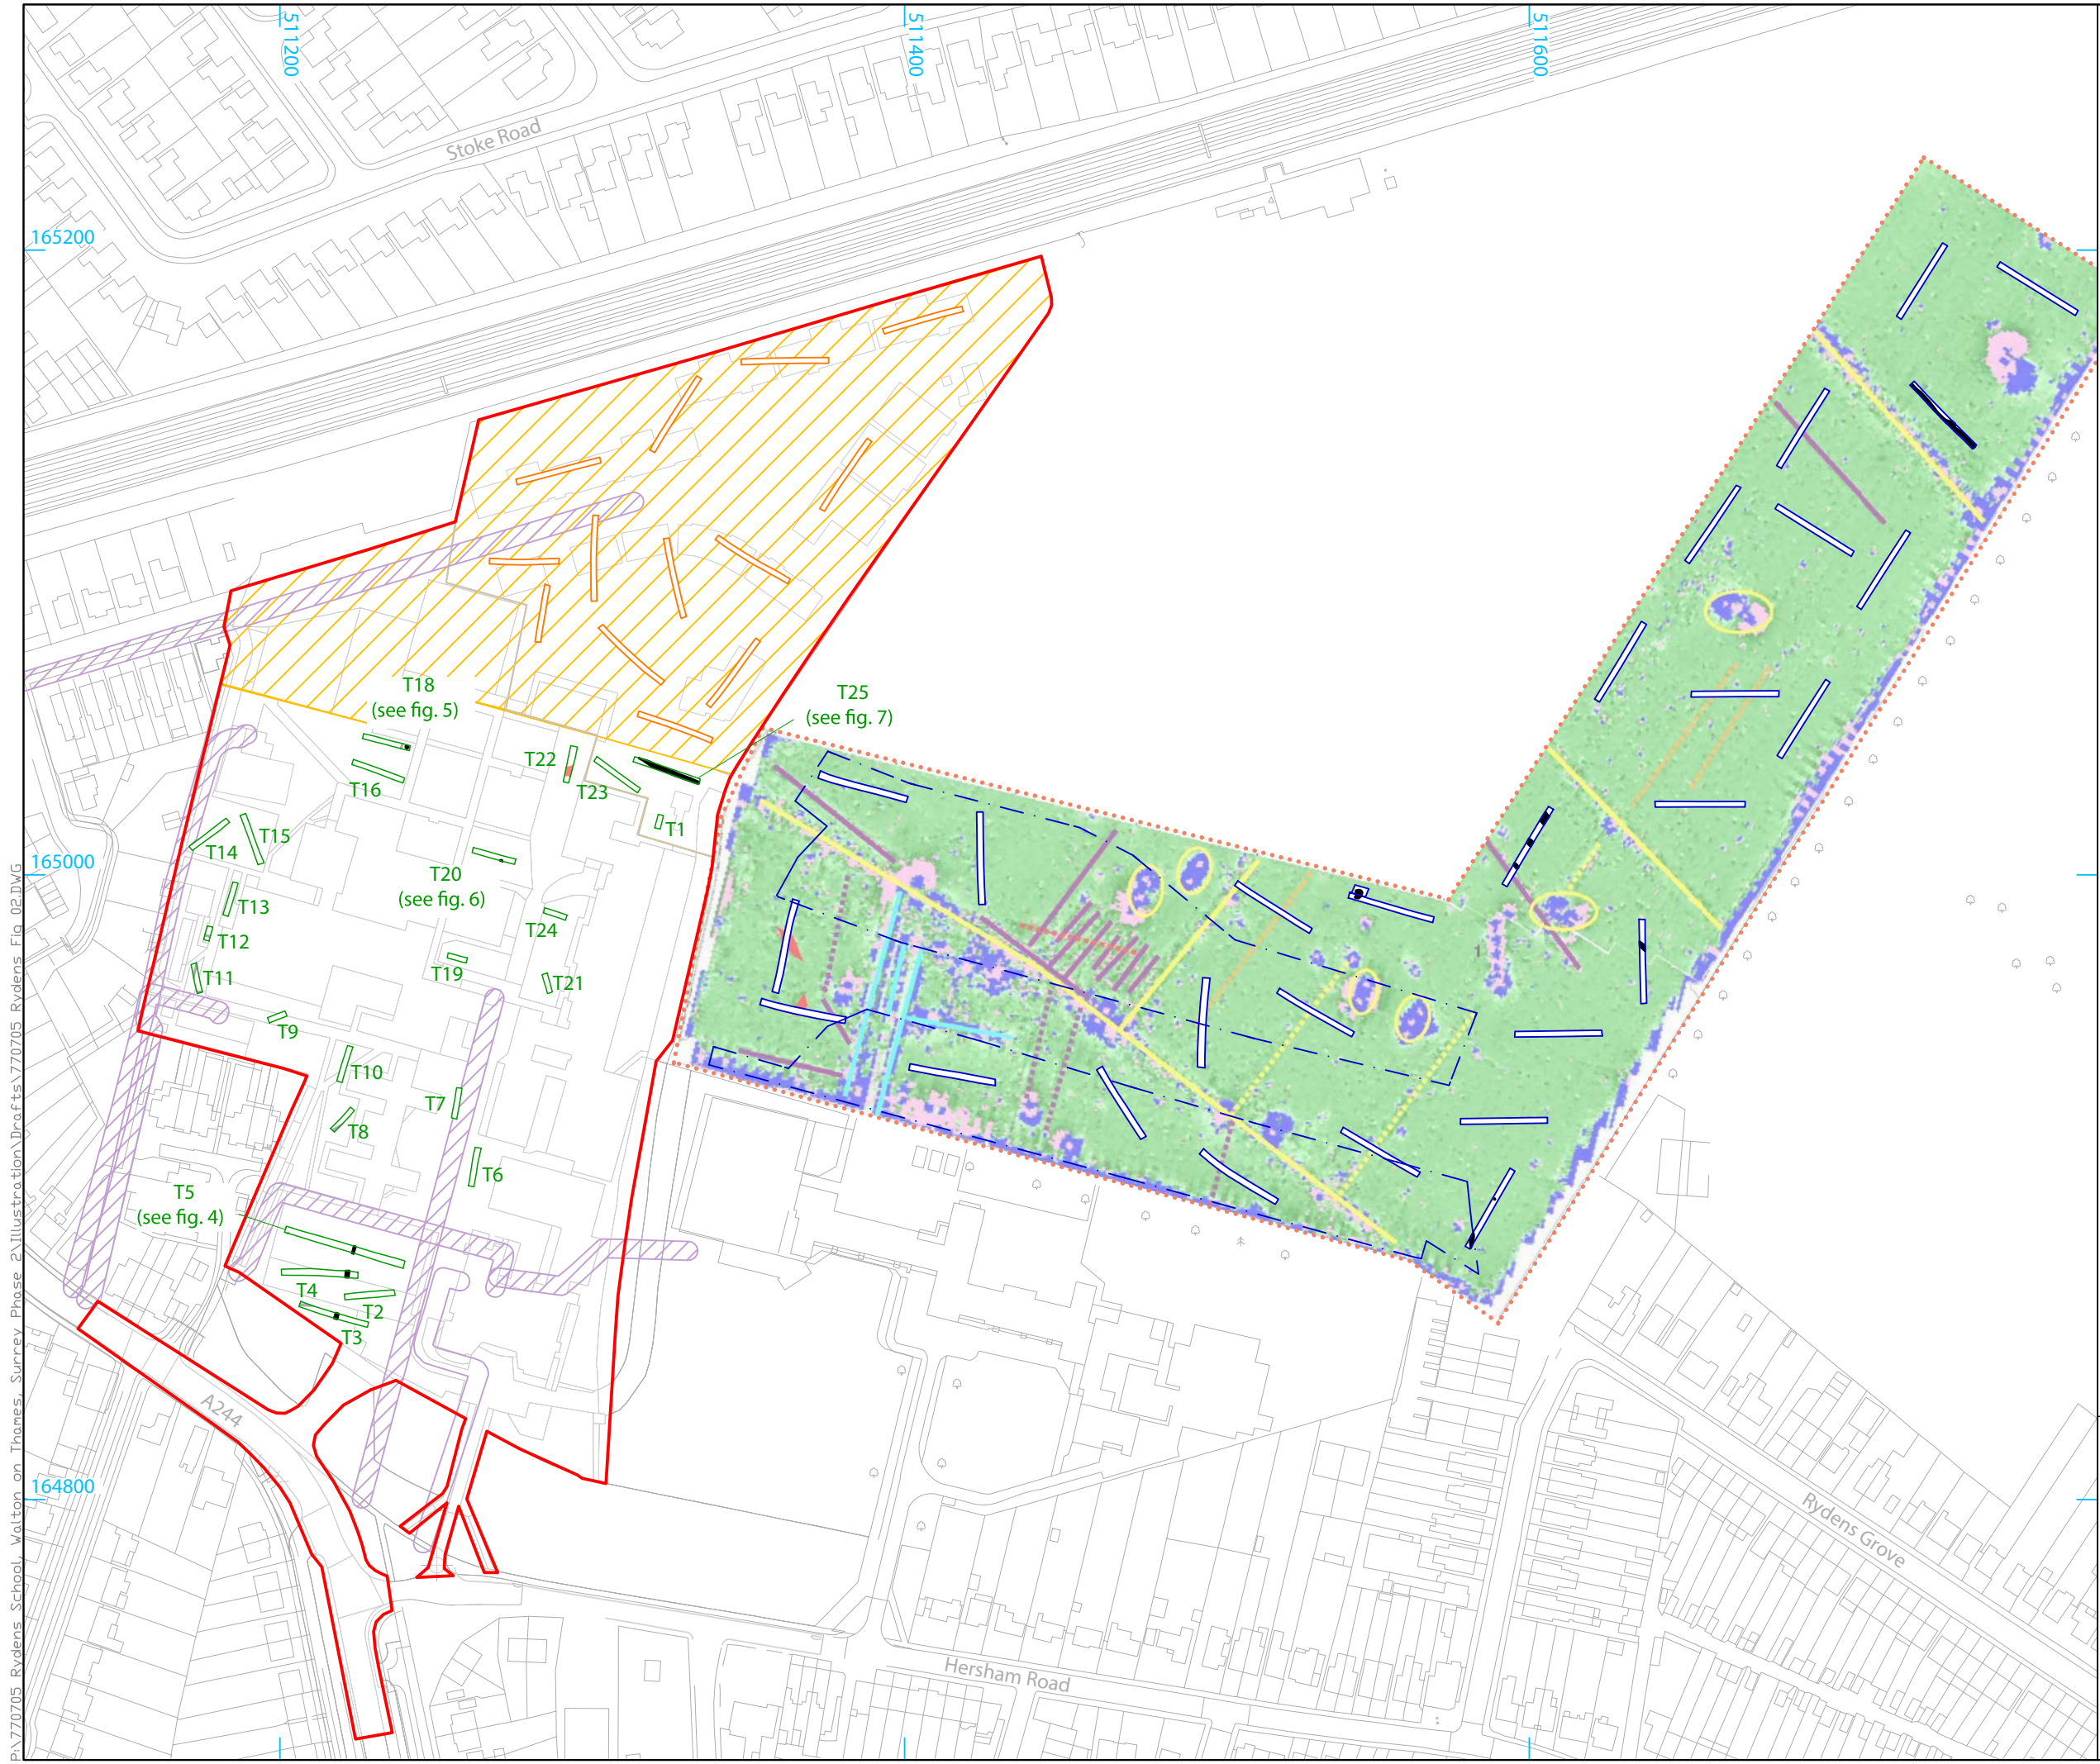 511200
511400
511600
Stoke Road
165200
T18
(see fig. 5)
T25
(see fig. 7)
T22
T16
T23
T1
T15
T14
T20
(see fig. 6)
165000
T13
T24
T12
T19
T11
T21
1
T9
T10
T7
T8
T6
T5
(see fig. 4)
T4
T2
T3
A244
164800
Rydens Grove
Hersham Road
P:\770705 Rydens School, Walton on Thames, Surrey Phase 2\Illustration\Drafts\770705 Rydens Fig 02.DWG